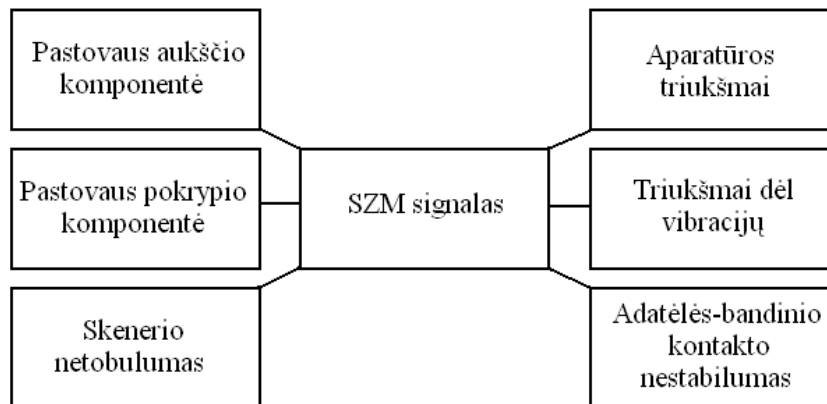 Pastovaus aukščio
komponentė
Pastovaus pokrypio
komponentė
Skenerio
netobulumas
SZM signalas
Aparatūros
triukšmai
Triukšmai dėl
vibracijų
Adatėlės-bandinio
kontakto
nestabilumas